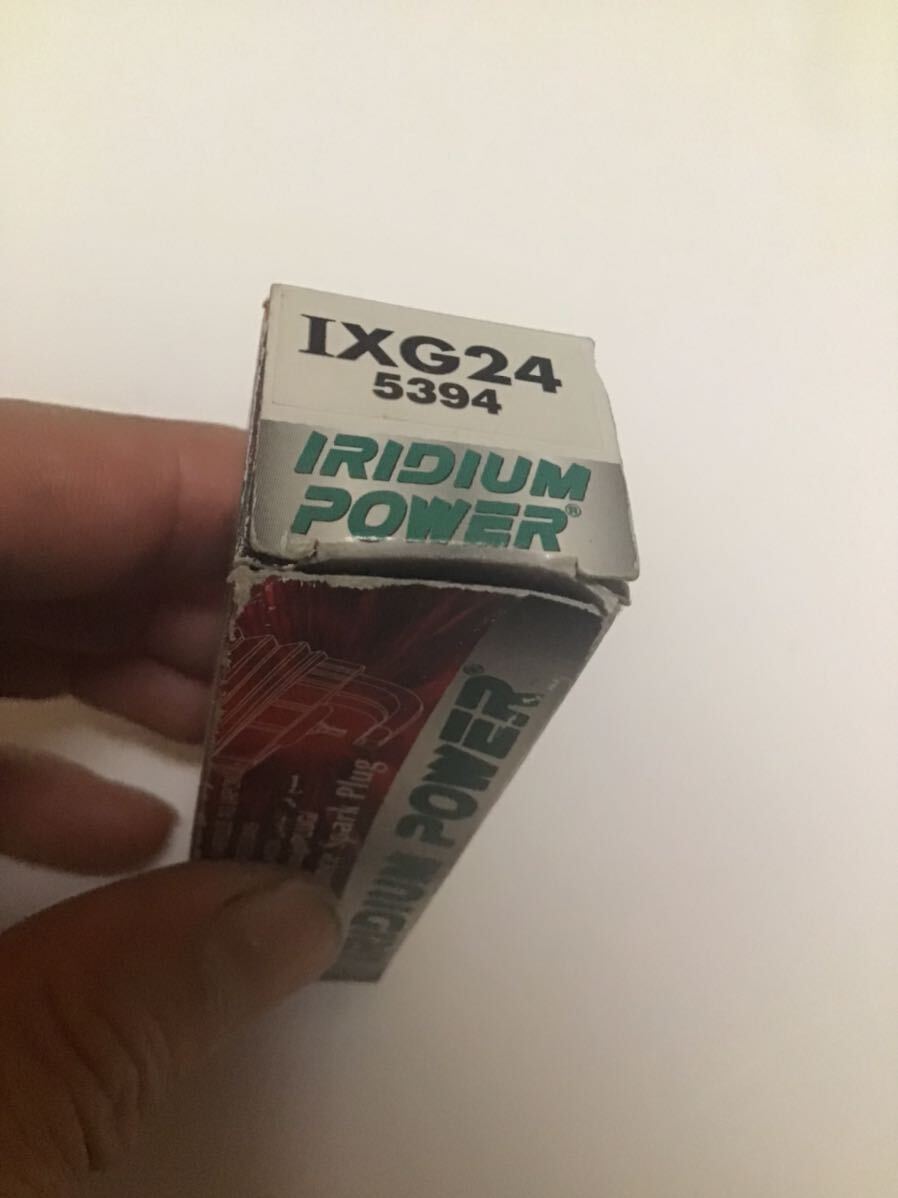 IXG24
5394
IRIDIUM
POWER®
IRIDIUM POWER®
Spark Plug